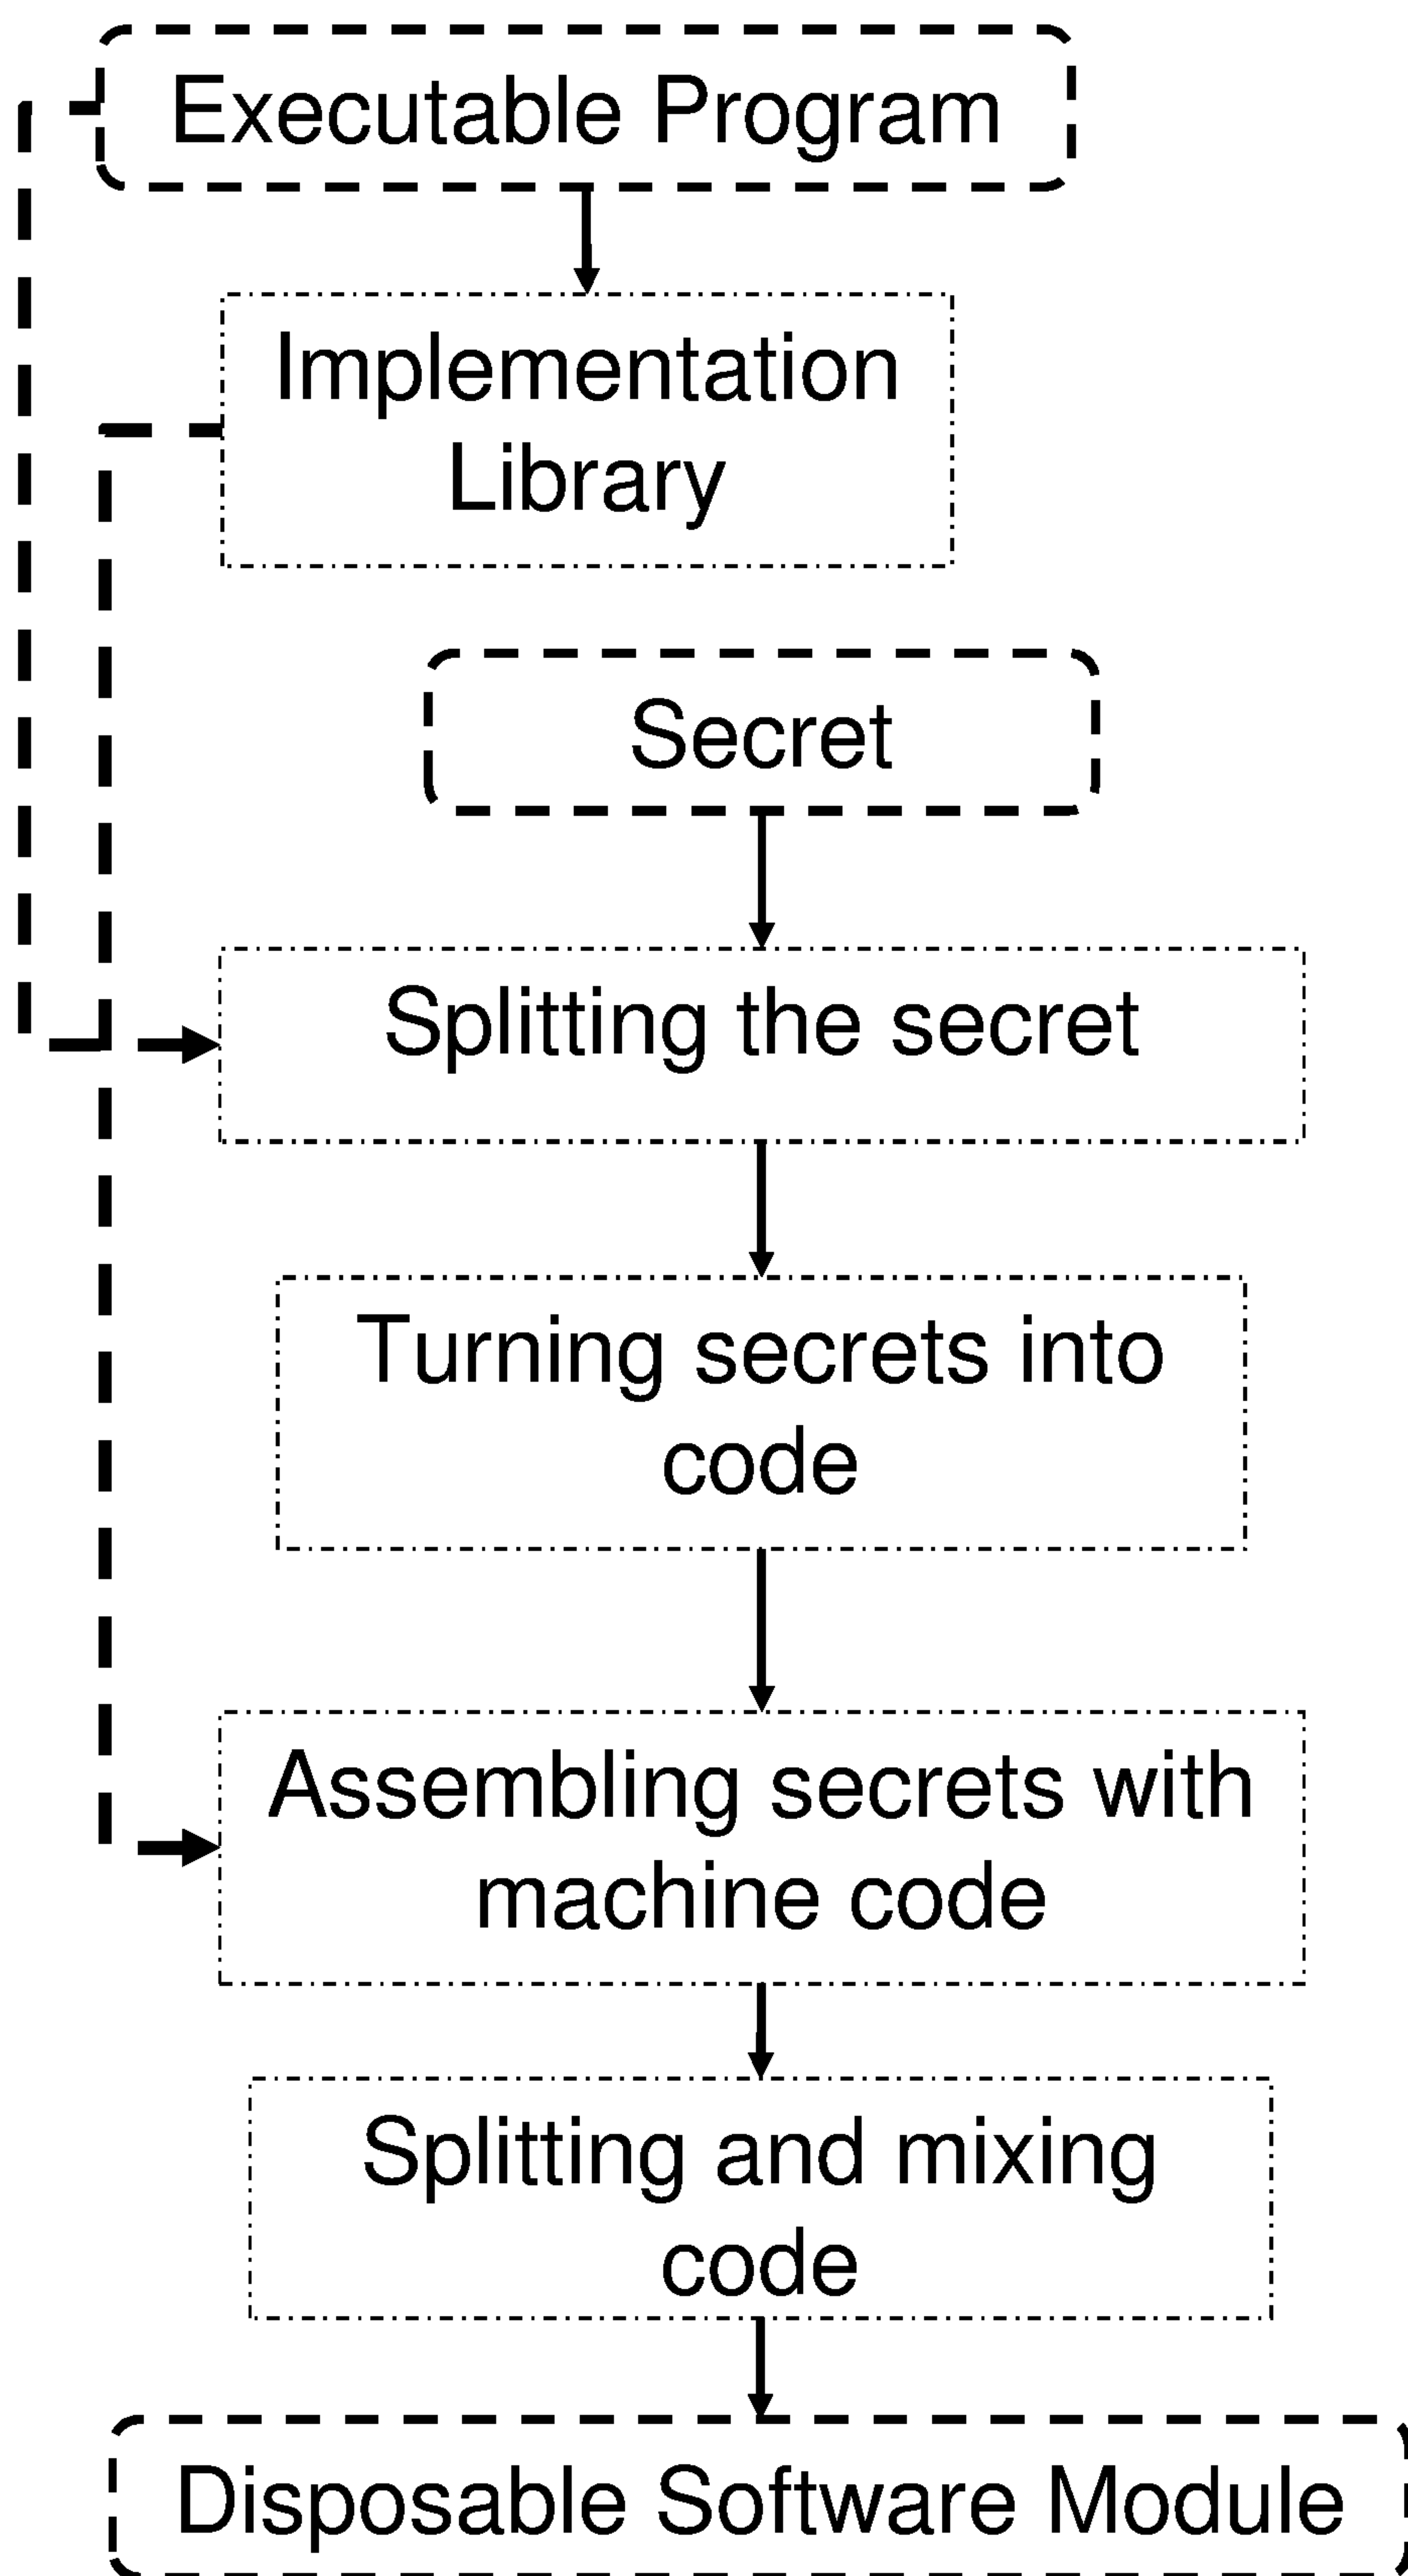 Executable Program
Implementation
Library
Secret
Splitting the secret
Turning secrets into
code
Assembling secrets with
machine code
Splitting and mixing
code
Disposable Software Module